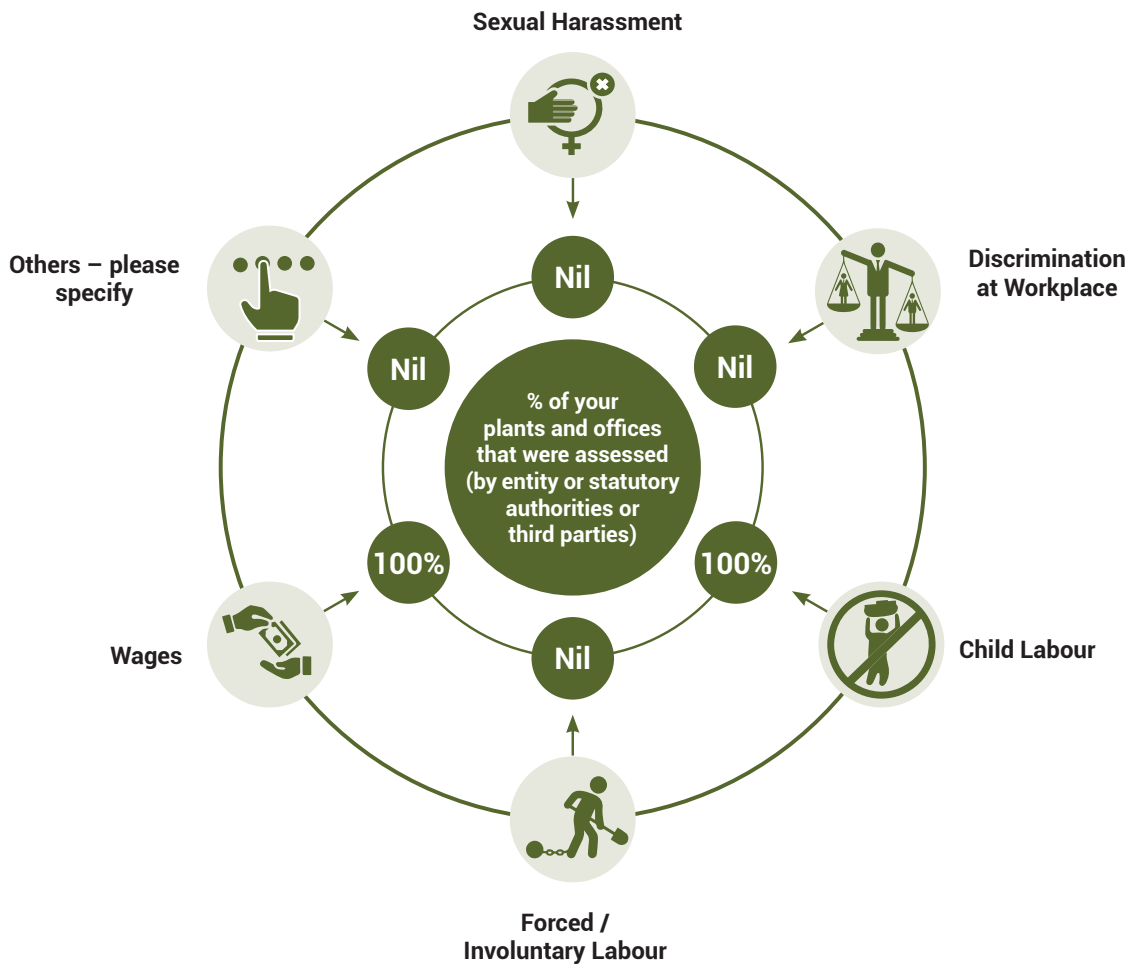 Sexual Harassment
Nil
Others – please
specify
Nil
Discrimination
at Workplace
Nil
% of your
plants and offices
that were assessed
(by entity or statutory
authorities or
third parties)
Wages
100%
Child Labour
100%
Nil
Forced /
Involuntary Labour